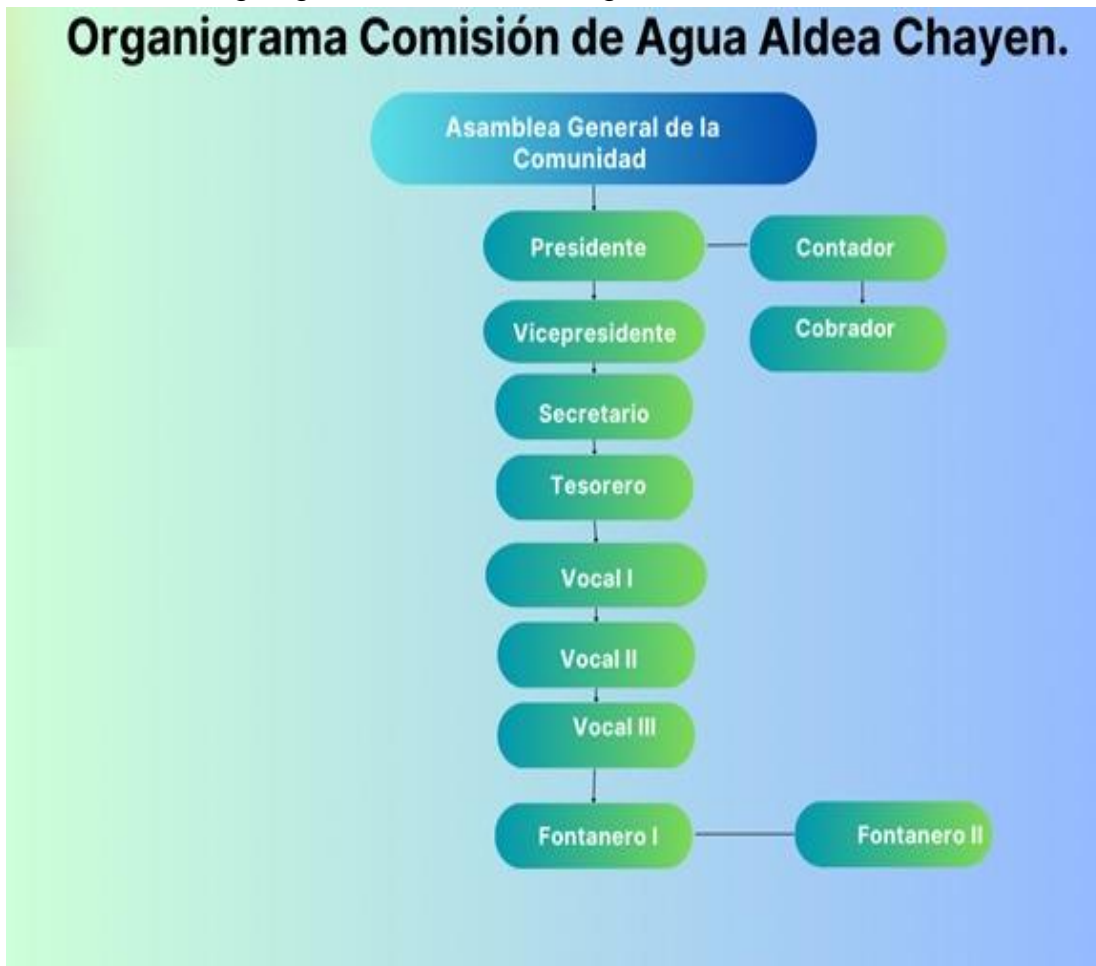 Organigrama Comisión de Agua Aldea Chayen.
Asamblea General de la
Comunidad
Presidente
Contador
Vicepresidente
Cobrador
Secretario
Tesorero
Vocal I
Vocal II
Vocal III
Fontanero I
Fontanero II